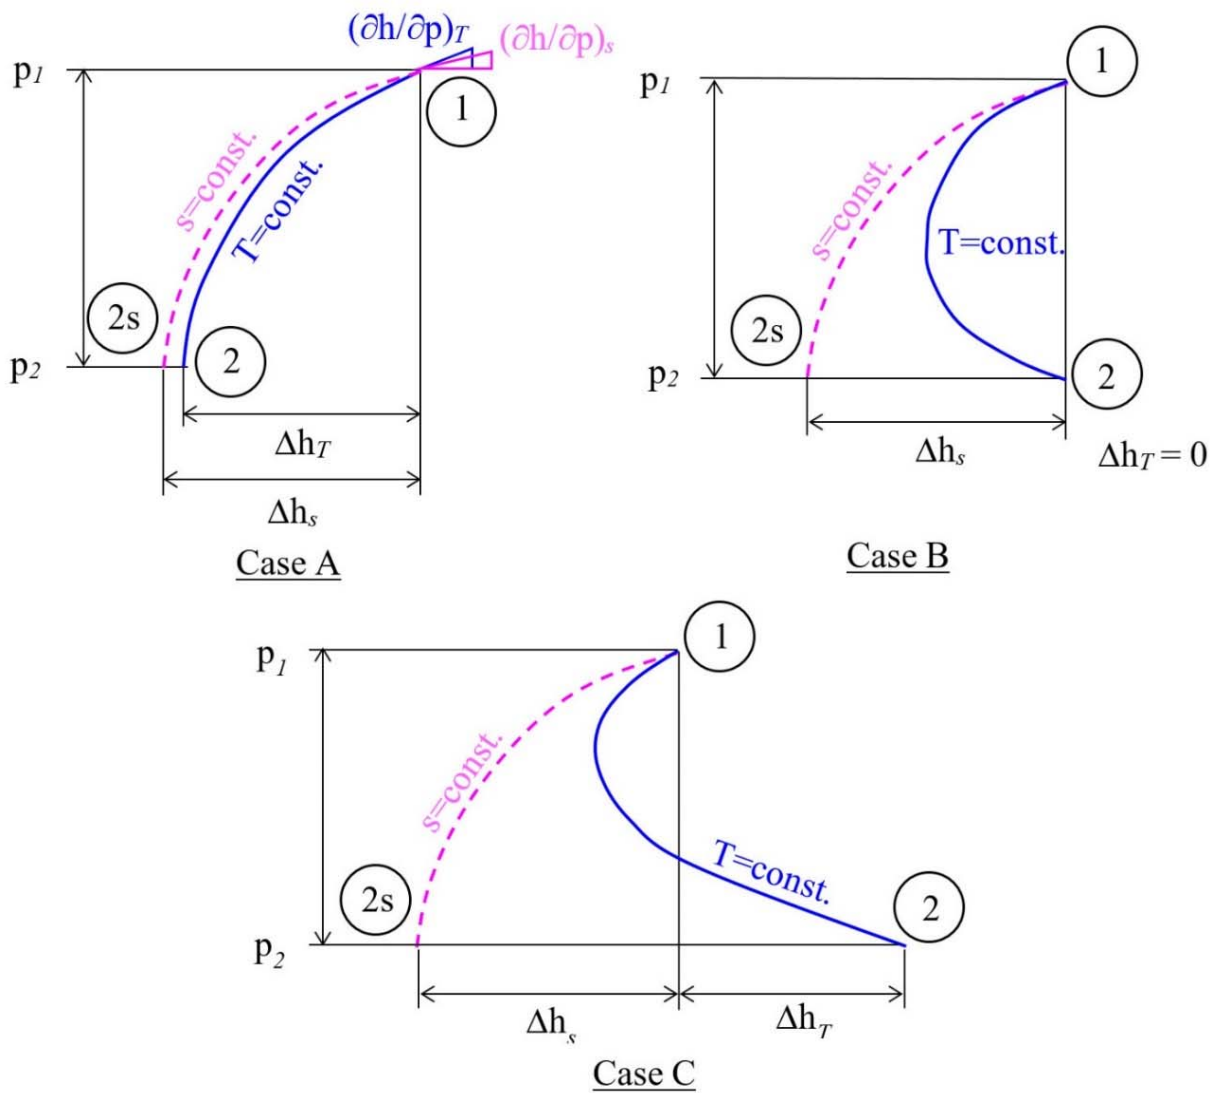 (∂h/∂p)T
(∂h/∂p)s
p1
1
s=const.
T=const.
2s
2
p2
ΔhT
Δhs
Case A
1
p1
s=const.
T=const.
2s
p2
2
Δhs
ΔhT = 0
Case B
1
p1
s=const.
T=const.
2s
2
p2
Δhs
ΔhT
Case C